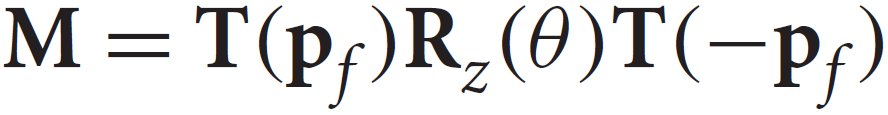 M = T(p_f)R_z(θ)T(−p_f)